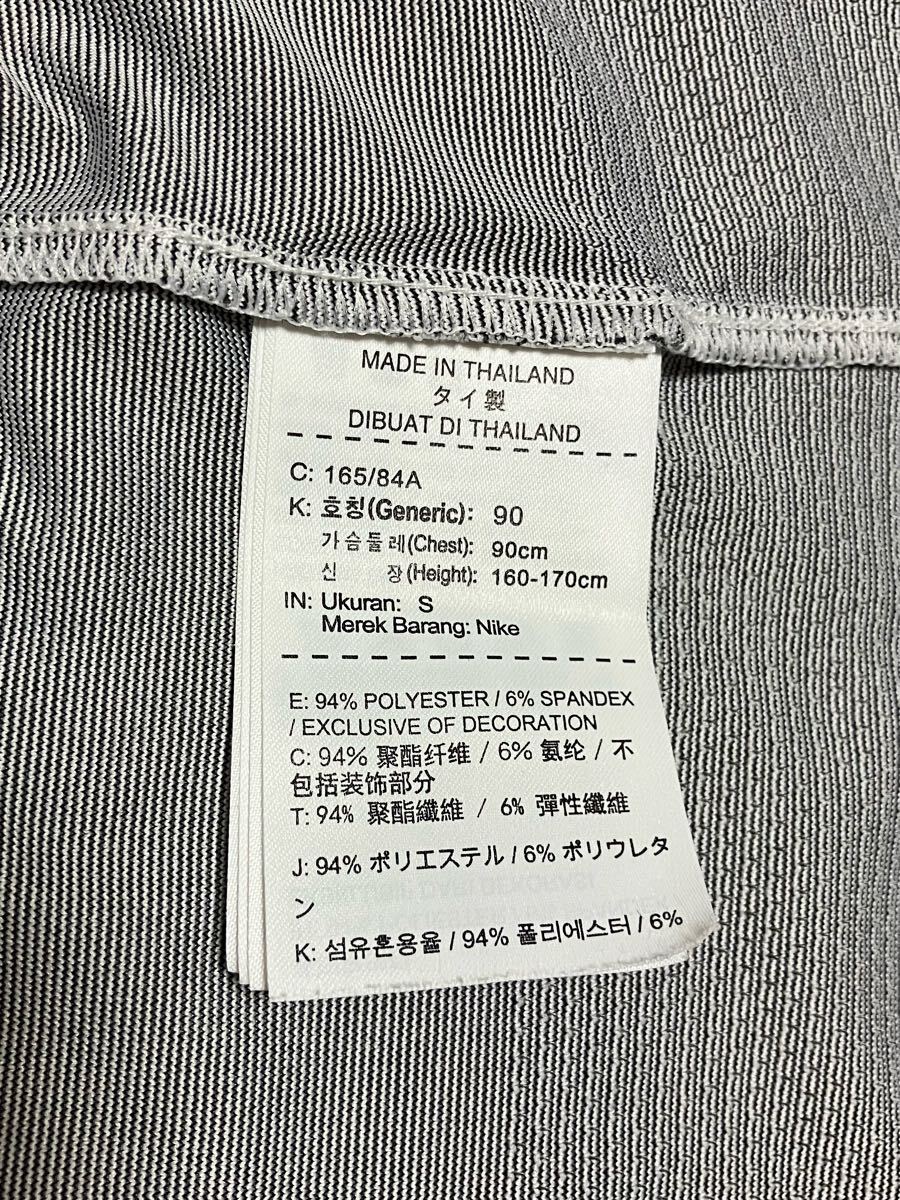 MADE IN THAILAND
タイ製
DIBUAT DI THAILAND
C: 165/84A
K: 호칭(Generic): 90
가슴둘레(Chest): 90cm
신 장(Height): 160-170cm
IN: Ukuran: S
Merek Barang: Nike
E: 94% POLYESTER / 6% SPANDEX
/ EXCLUSIVE OF DECORATION
C: 94% 聚酯纤维 / 6% 氨纶 / 不
包括装饰部分
T: 94% 聚酯纖維 / 6% 彈性纖維
J: 94% ポリエステル / 6% ポリウレタ
ン
K: 섬유혼용율 / 94% 폴리에스터 / 6%